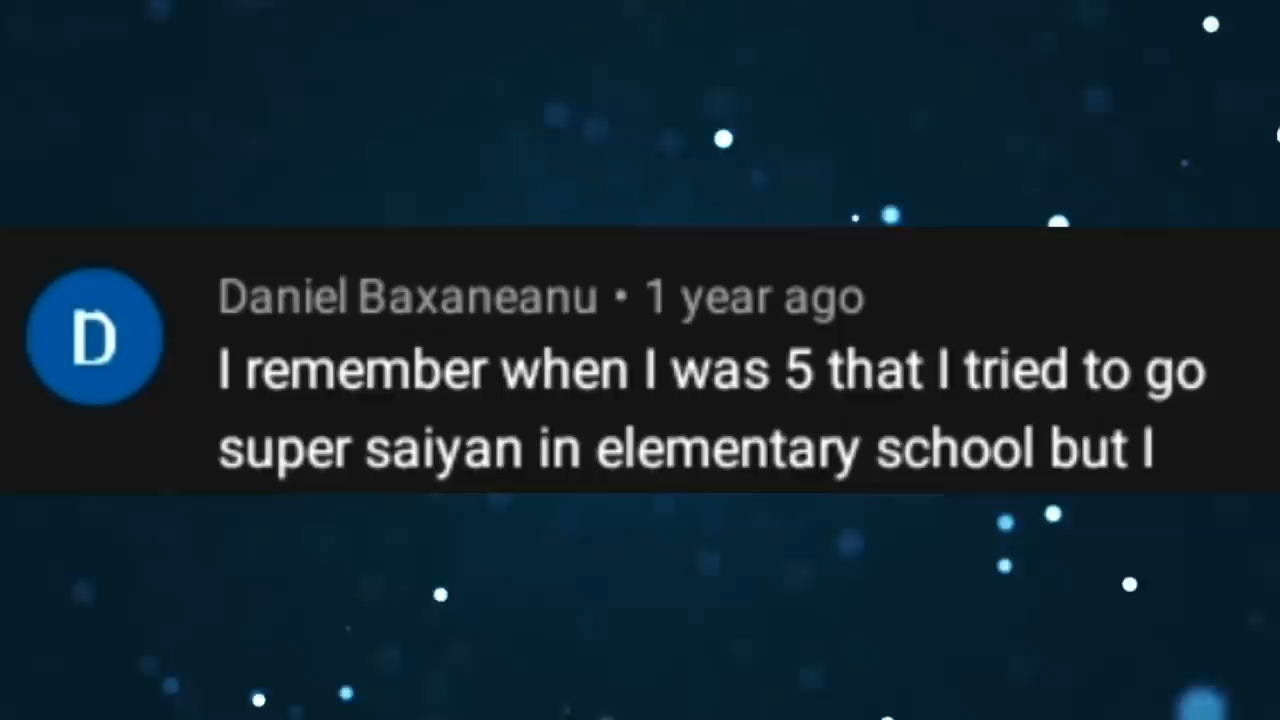 D
Daniel Baxaneanu • 1 year ago
I remember when I was 5 that I tried to go
super saiyan in elementary school but I